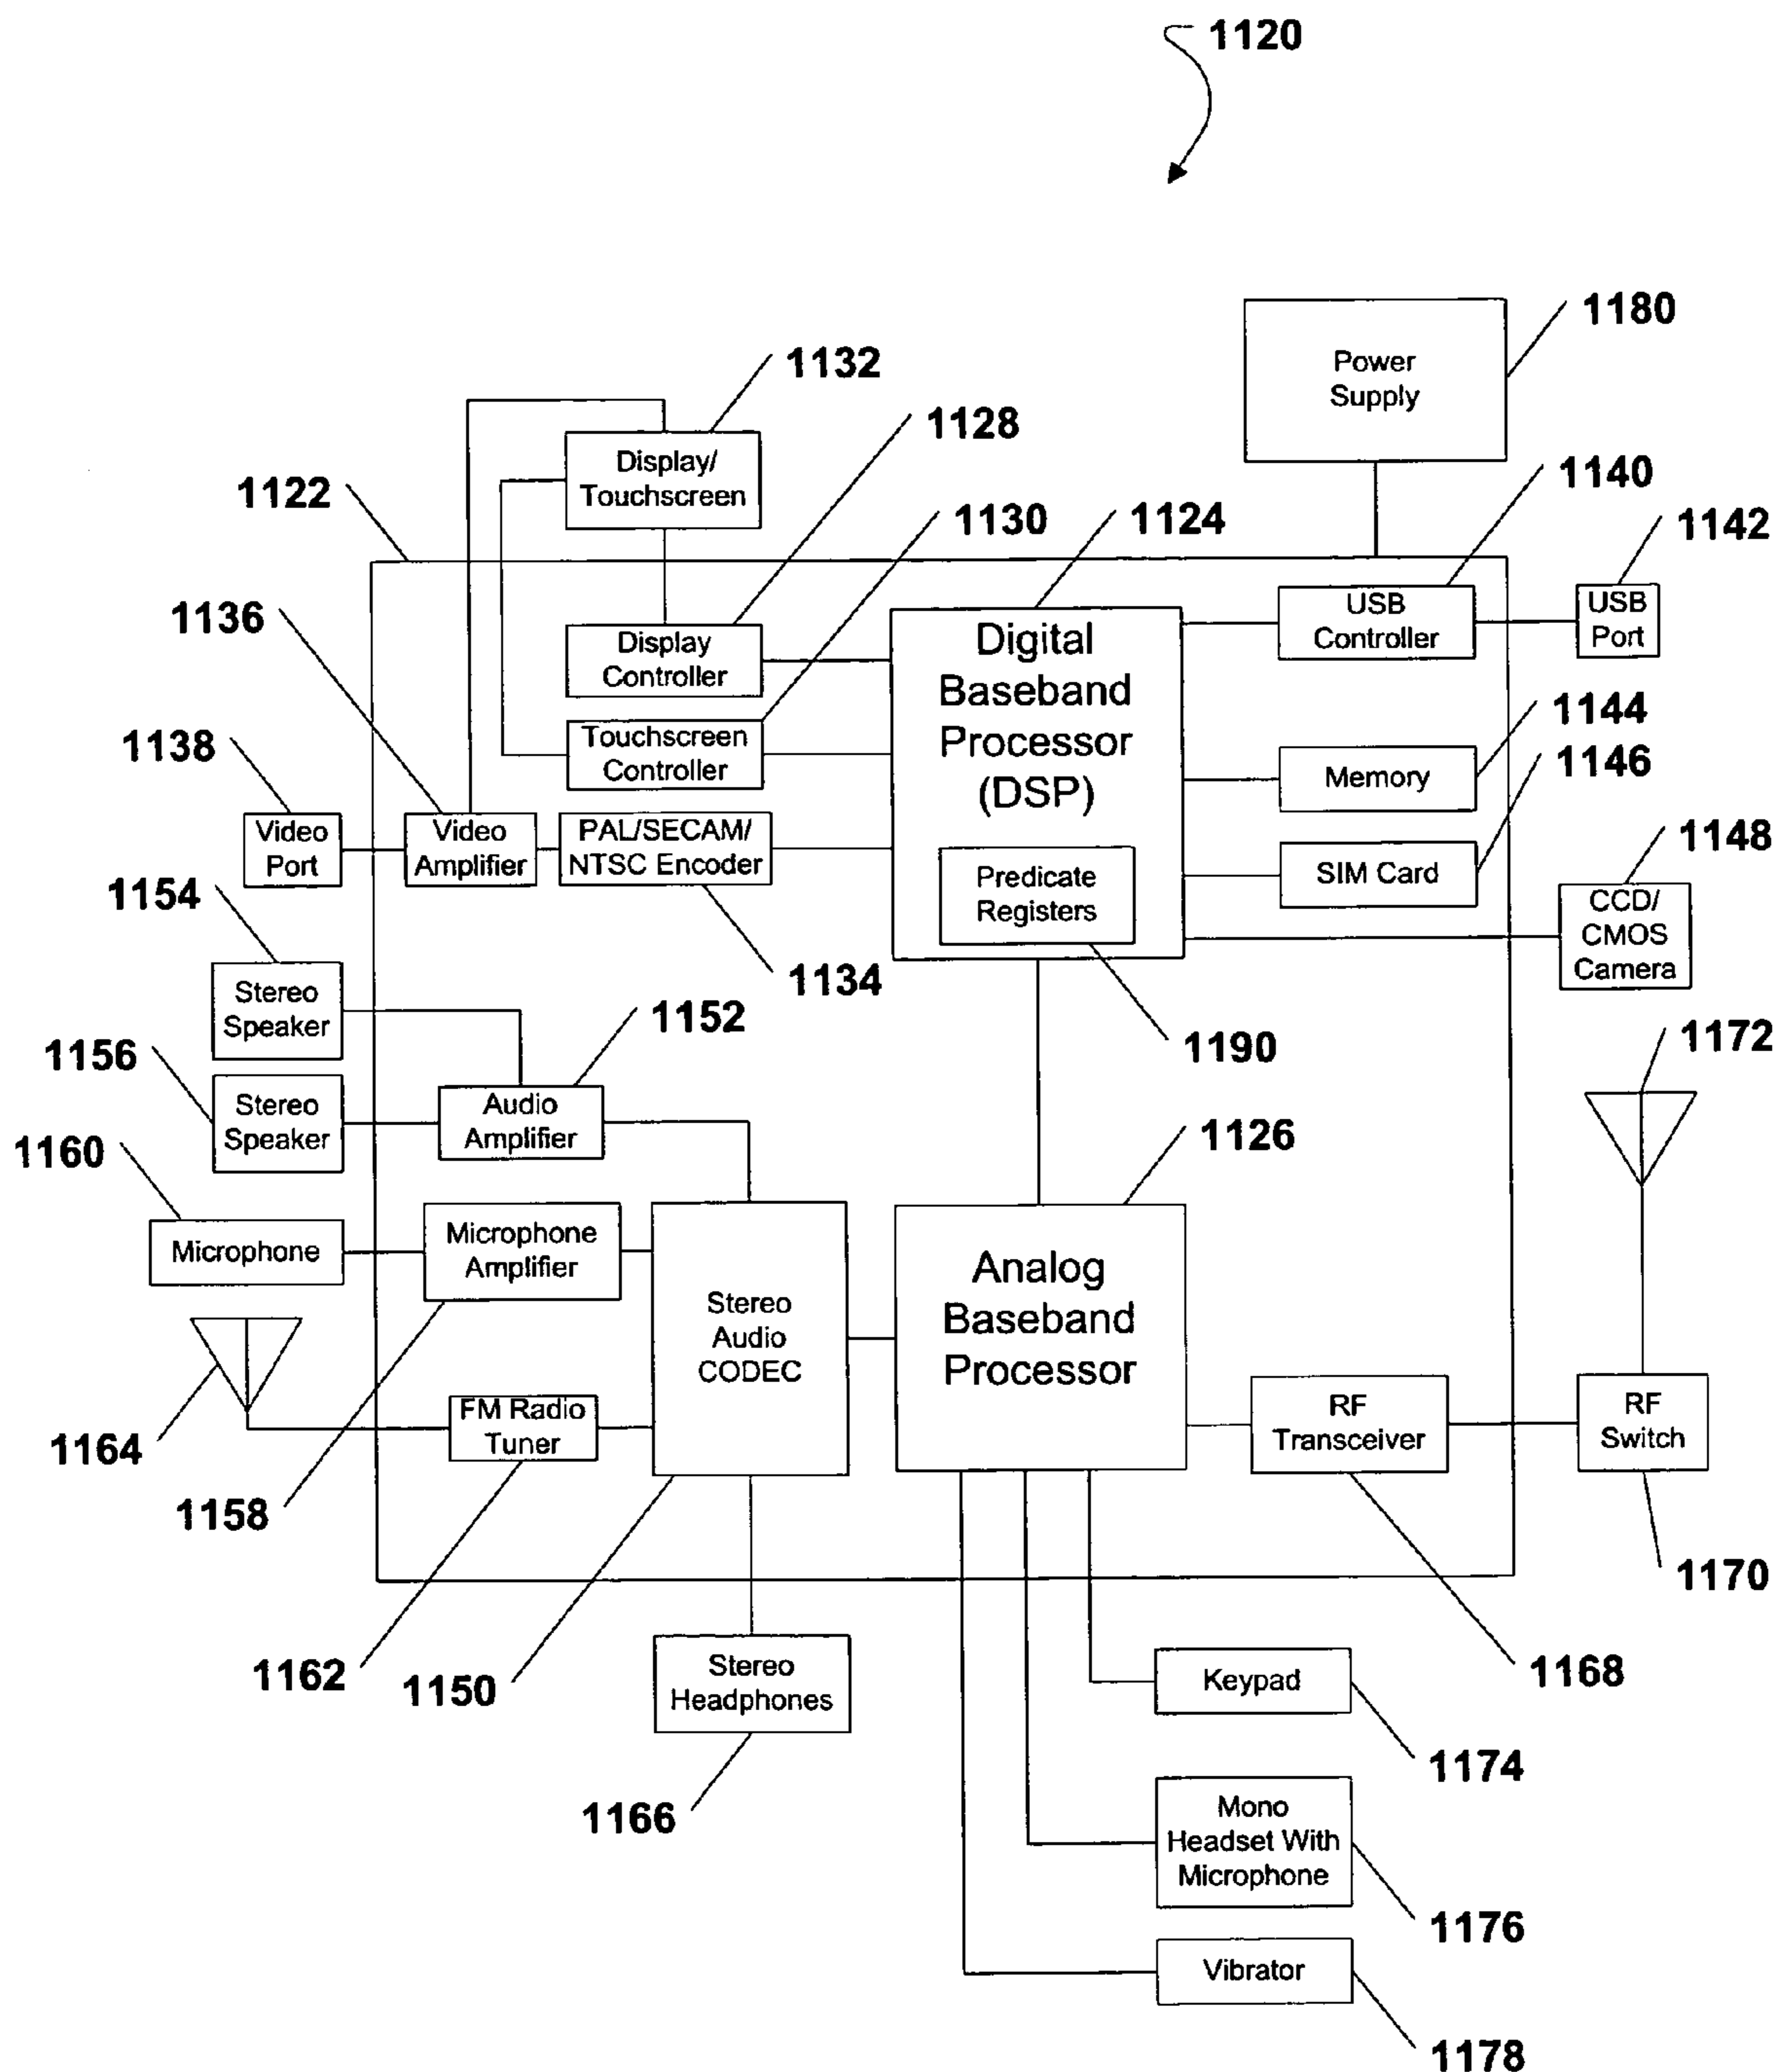 1120
1180
Power
Supply
1132
1128
Display/
Touchscreen
1122
1130
1124
1140
1142
1136
USB
Controller
USB
Port
Digital
Baseband
Processor
(DSP)
Display
Controller
1138
Touchscreen
Controller
1144
1146
Memory
Video
Port
Video
Amplifier
PAL/SECAM/
NTSC Encoder
1148
1154
Predicate
Registers
SIM Card
CCD/
CMOS
Camera
1134
Stereo
Speaker
1152
1190
1172
1156
Stereo
Speaker
Audio
Amplifier
1126
1160
Microphone
Microphone
Amplifier
Stereo
Audio
CODEC
Analog
Baseband
Processor
1164
FM Radio
Tuner
RF
Transceiver
RF
Switch
1158
1170
1162
1150
Stereo
Headphones
Keypad
1168
1166
1174
Mono
Headset With
Microphone
1176
Vibrator
1178